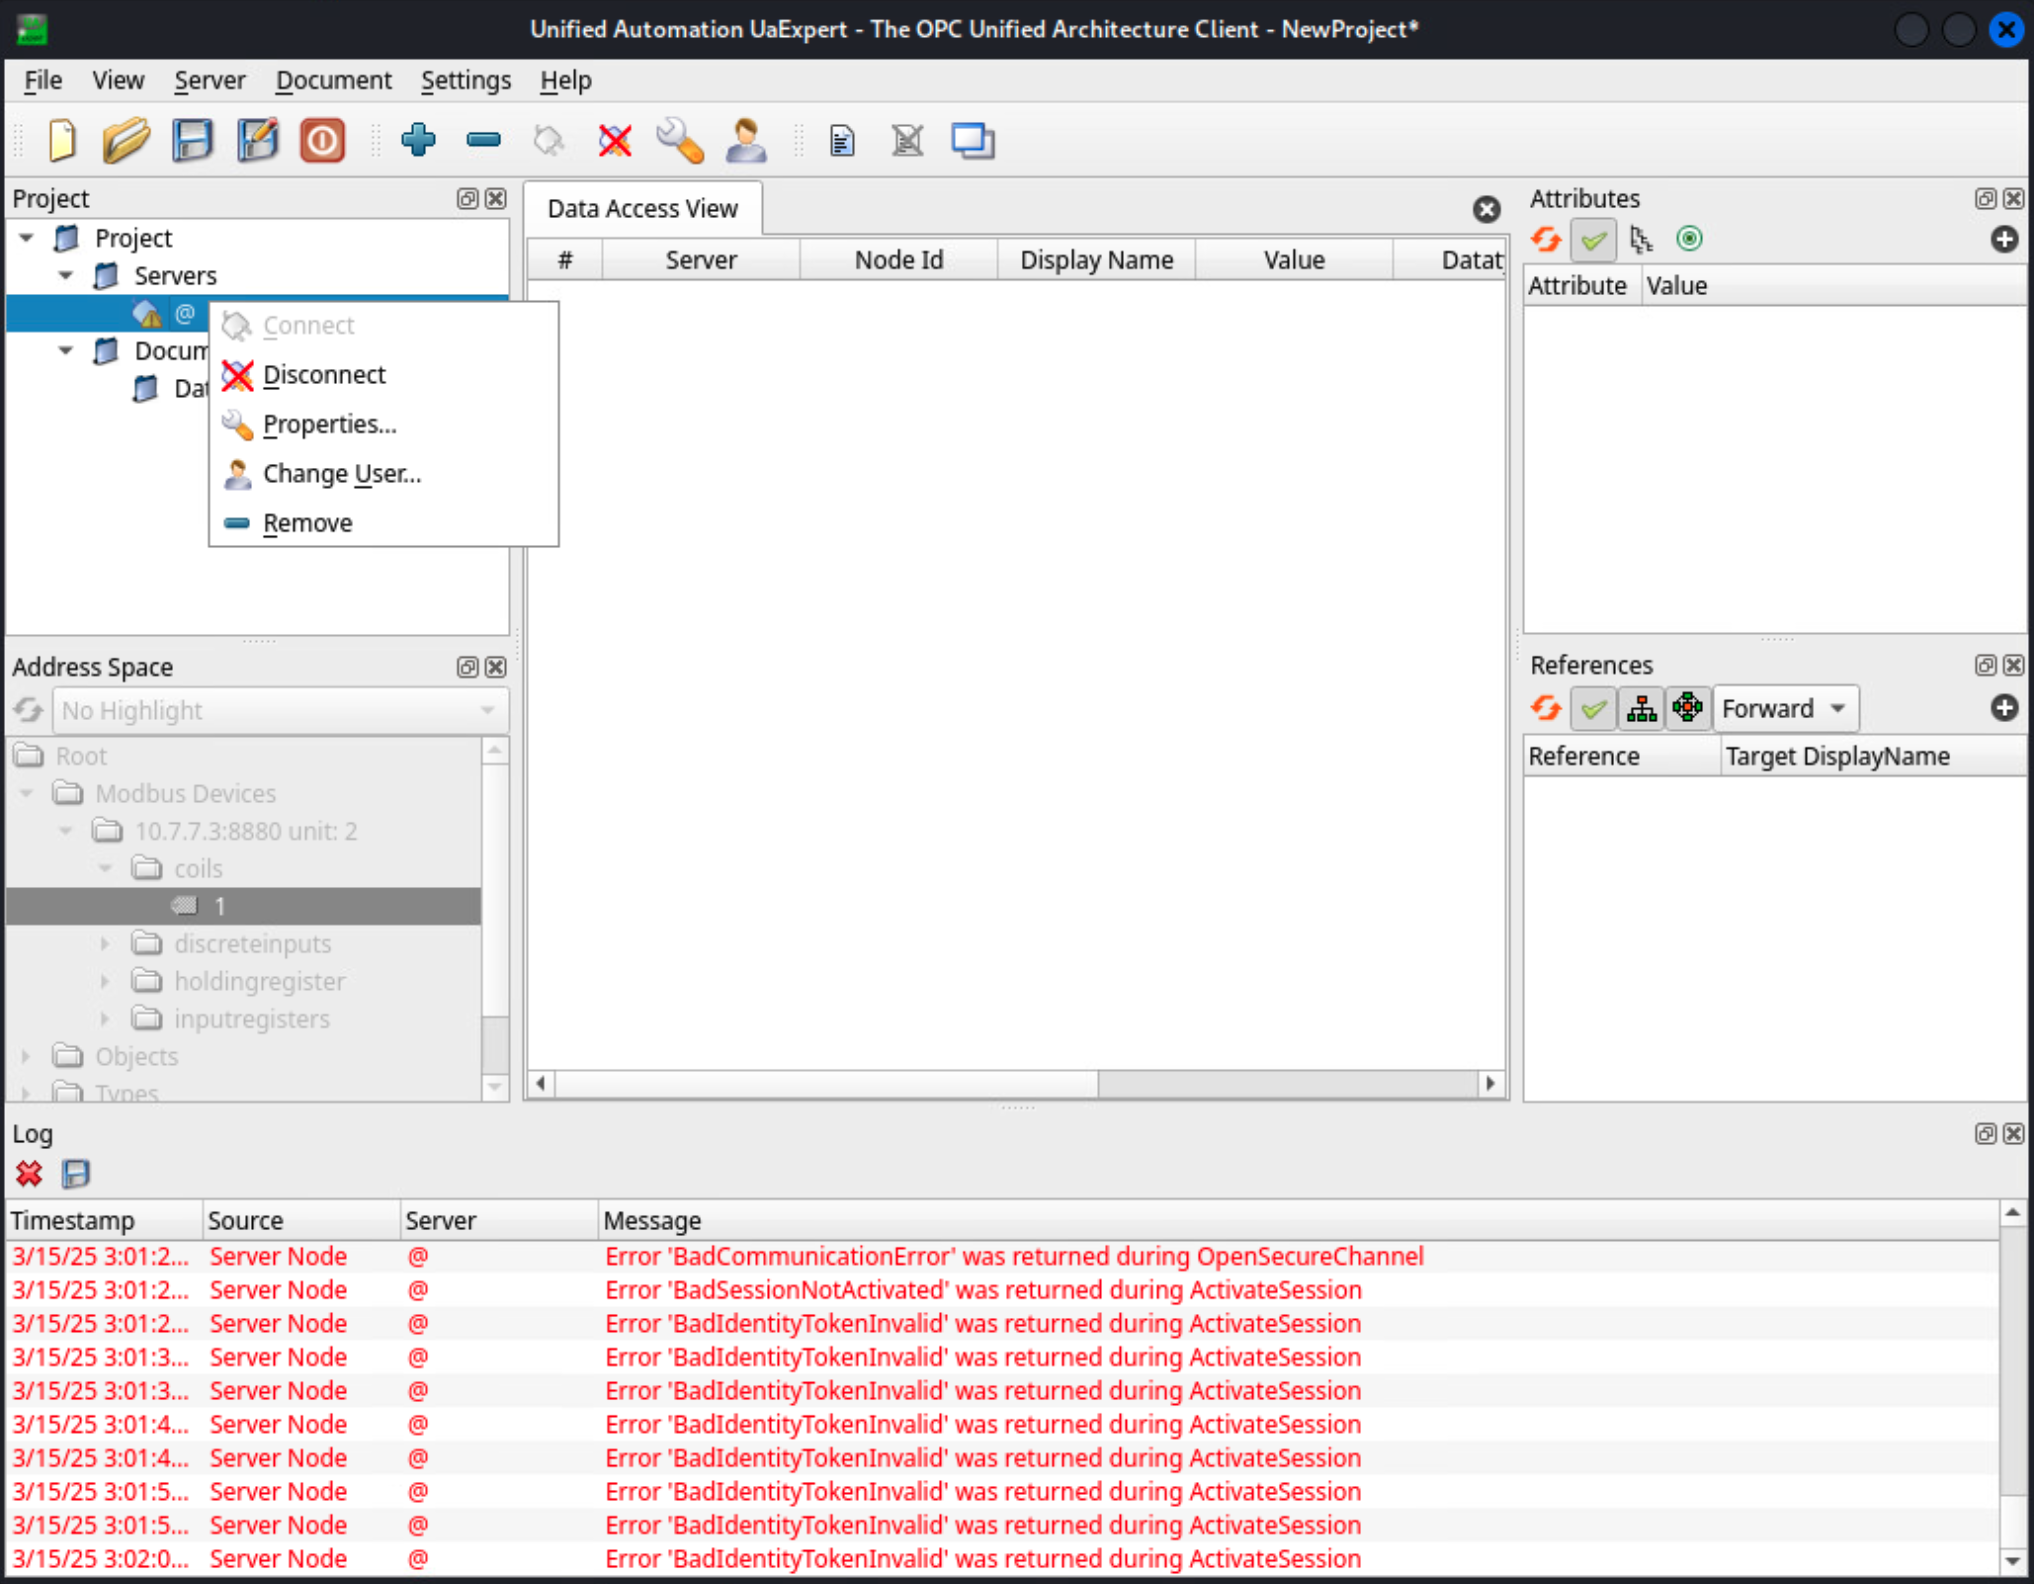 Unified Automation UaExpert - The OPC Unified Architecture Client - NewProject*
File View Server Document Settings Help
Project
Project
Servers
@
Docum
Dat
Connect
Disconnect
Properties...
Change User...
Remove
Data Access View
# Server Node Id Display Name Value Datat
Attributes
Attribute Value
Address Space
No Highlight
Root
Modbus Devices
10.7.7.3:8880 unit: 2
coils
1
discreteinputs
holdingregister
inputregisters
Objects
Types
References
Forward
Reference Target DisplayName
Log
Timestamp Source Server Message
3/15/25 3:01:2... Server Node @ Error 'BadCommunicationError' was returned during OpenSecureChannel
3/15/25 3:01:2... Server Node @ Error 'BadSessionNotActivated' was returned during ActivateSession
3/15/25 3:01:2... Server Node @ Error 'BadIdentityTokenInvalid' was returned during ActivateSession
3/15/25 3:01:3... Server Node @ Error 'BadIdentityTokenInvalid' was returned during ActivateSession
3/15/25 3:01:3... Server Node @ Error 'BadIdentityTokenInvalid' was returned during ActivateSession
3/15/25 3:01:4... Server Node @ Error 'BadIdentityTokenInvalid' was returned during ActivateSession
3/15/25 3:01:4... Server Node @ Error 'BadIdentityTokenInvalid' was returned during ActivateSession
3/15/25 3:01:5... Server Node @ Error 'BadIdentityTokenInvalid' was returned during ActivateSession
3/15/25 3:01:5... Server Node @ Error 'BadIdentityTokenInvalid' was returned during ActivateSession
3/15/25 3:02:0... Server Node @ Error 'BadIdentityTokenInvalid' was returned during ActivateSession